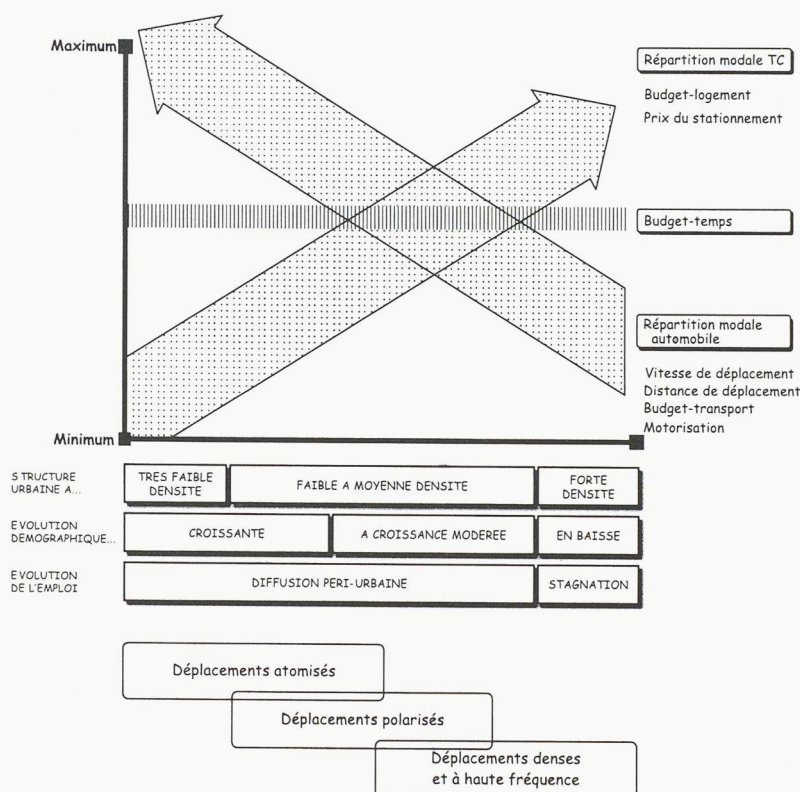 Maximum
Répartition modale TC
Budget-logement
Prix du stationnement
Budget-temps
Répartition modale
automobile
Vitesse de déplacement
Distance de déplacement
Budget-transport
Motorisation
Minimum
STRUCTURE
URBAINE A...
TRES FAIBLE
DENSITE
FAIBLE A MOYENNE DENSITE
FORTE
DENSITE
EVOLUTION
DEMOGRAPHIQUE...
CROISSANTE
A CROISSANCE MODEREE
EN BAISSE
EVOLUTION
DE L'EMPLOI
DIFFUSION PERI-URBAINE
STAGNATION
Déplacements atomisés
Déplacements polarisés
Déplacements denses
et à haute fréquence